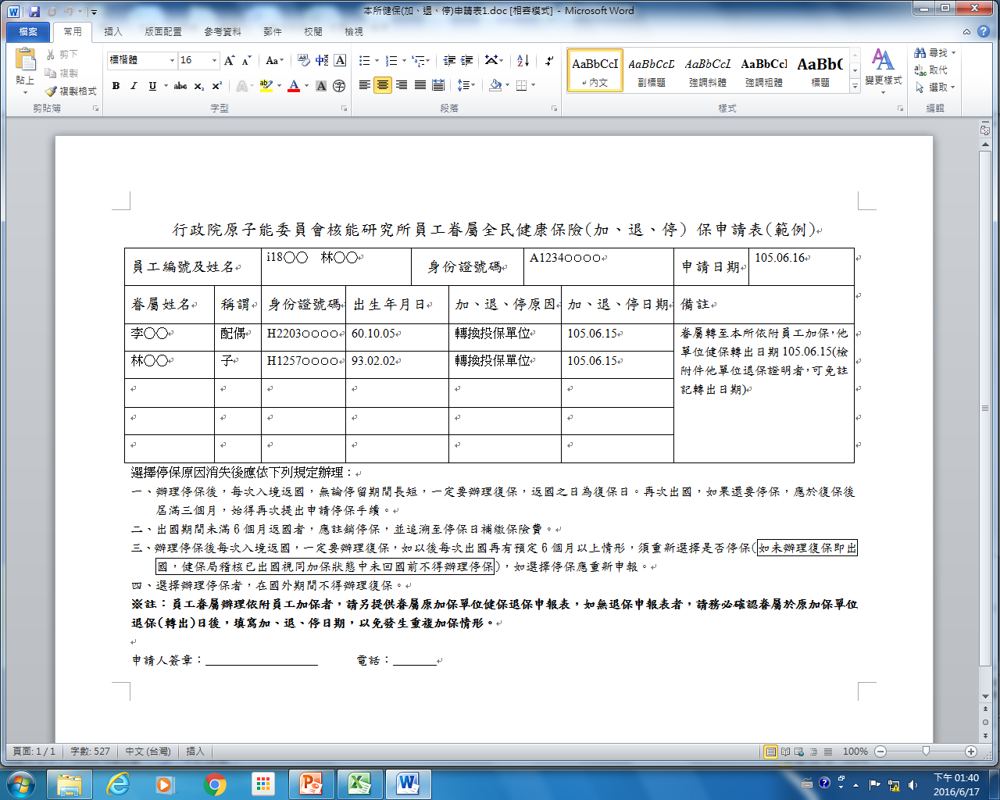 本所健保(加、退、停)申請表1.doc [相容模式] - Microsoft Word
檔案 常用 插入 版面配置 參考資料 郵件 校閱 檢視
貼上 剪下 複製 複製格式 剪貼簿
標楷體 16 字型
段落
AaBbCcI AaBbCcD AaBbCcL AaBbCcI AaBbC
內文 副標題 強調斜體 強調粗體 標題 變更樣式 樣式
尋找 取代 選取 編輯
行政院原子能委員會核能研究所員工眷屬全民健康保險(加、退、停) 保申請表(範例)
員工編號及姓名 i18○○ 林○○ 身份證號碼 A1234○○○○ 申請日期 105.06.16
眷屬姓名 稱謂 身份證號碼 出生年月日 加、退、停原因 加、退、停日期 備註
李○○ 配偶 H2203○○○○ 60.10.05 轉換投保單位 105.06.15
林○○ 子 H1257○○○○ 93.02.02 轉換投保單位 105.06.15
眷屬轉至本所依附員工加保，他
單位健保轉出日期 105.06.15(檢
附件他單位退保證明者，可免註
記轉出日期)
選擇停保原因消失後應依下列規定辦理：
一、辦理停保後，每次入境返國，無論停留期間長短，一定要辦理復保，返國之日為復保日。再次出國，如果還要停保，應於復保後
屆滿三個月，始得再次提出申請停保手續。
二、出國期間未滿 6 個月返國者，應註銷停保，並追溯至停保日補繳保險費。
三、辦理停保後每次入境返國，一定要辦理復保，如以後每次出國再有預定 6 個月以上情形，須重新選擇是否停保(如未辦理復保即出
國，健保局稽核已出國視同加保狀態中未回國前不得辦理停保)，如選擇停保應重新申報。
四、選擇辦理停保者，在國外期間不得辦理復保。
※註：員工眷屬辦理依附員工加保者，請另提供眷屬原加保單位健保退保申報表，如無退保申報表者，請務必確認眷屬於原加保單位
退保(轉出)日後，填寫加、退、停日期，以免發生重複加保情形。
申請人簽章：________________ 電話：______
頁面: 1 / 1 字數: 527 中文 (台灣) 插入 100%
下午 01:40
2016/6/17